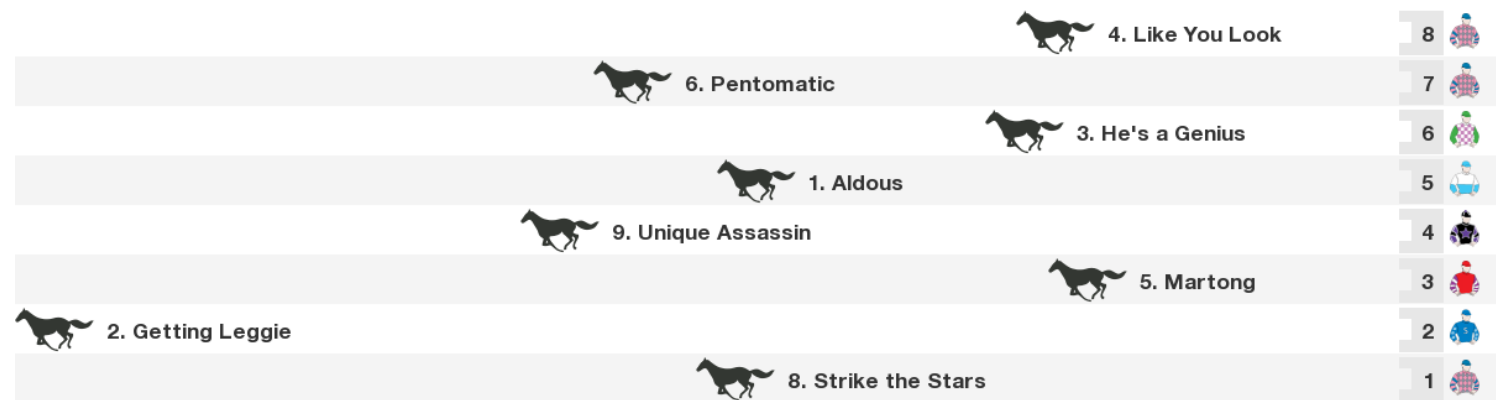 4. Like You Look 8
6. Pentomatic 7
3. He's a Genius 6
1. Aldous 5
9. Unique Assassin 4
5. Martong 3
2. Getting Leggie 2
8. Strike the Stars 1